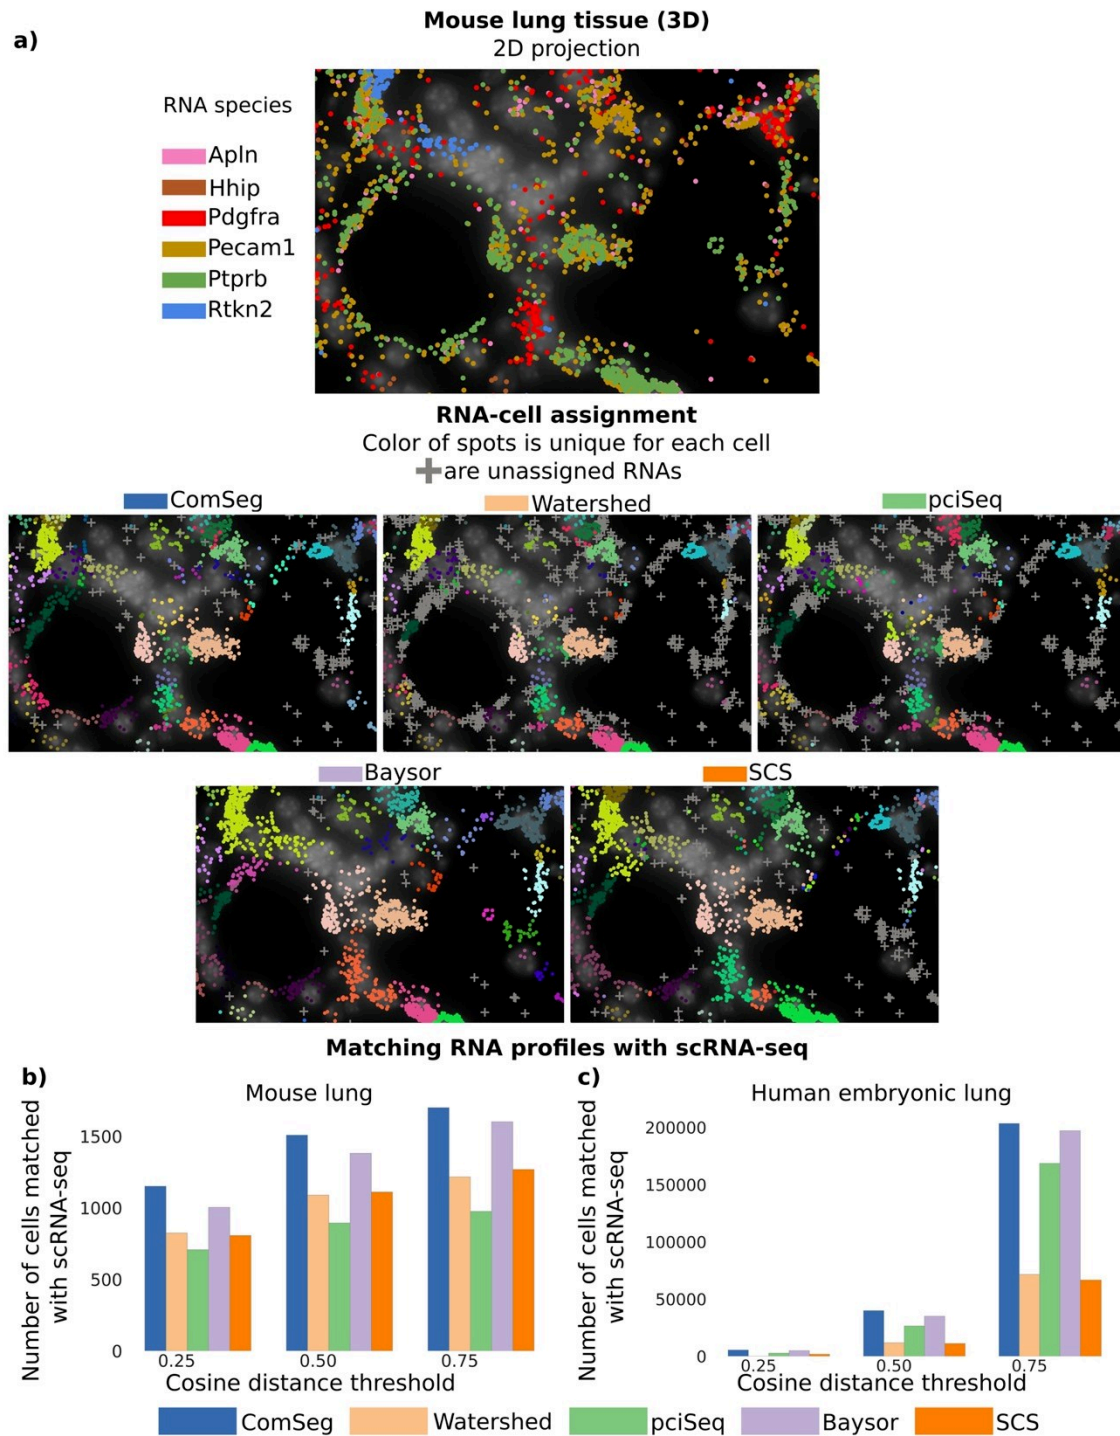 Mouse lung tissue (3D)
a)
2D projection
RNA species
Apln
Hhip
Pdgfra
Pecam1
Ptprb
Rtkn2
RNA-cell assignment
Color of spots is unique for each cell
+ are unassigned RNAs
ComSeg Watershed pciSeq
Baysor SCS
Matching RNA profiles with scRNA-seq
b)
Mouse lung
Number of cells matched
with scRNA-seq
1500
1000
500
0
0.25 0.50 0.75
Cosine distance threshold
c)
Human embryonic lung
Number of cells matched
with scRNA-seq
200000
150000
100000
50000
0
0.25 0.50 0.75
Cosine distance threshold
ComSeg Watershed pciSeq Baysor SCS